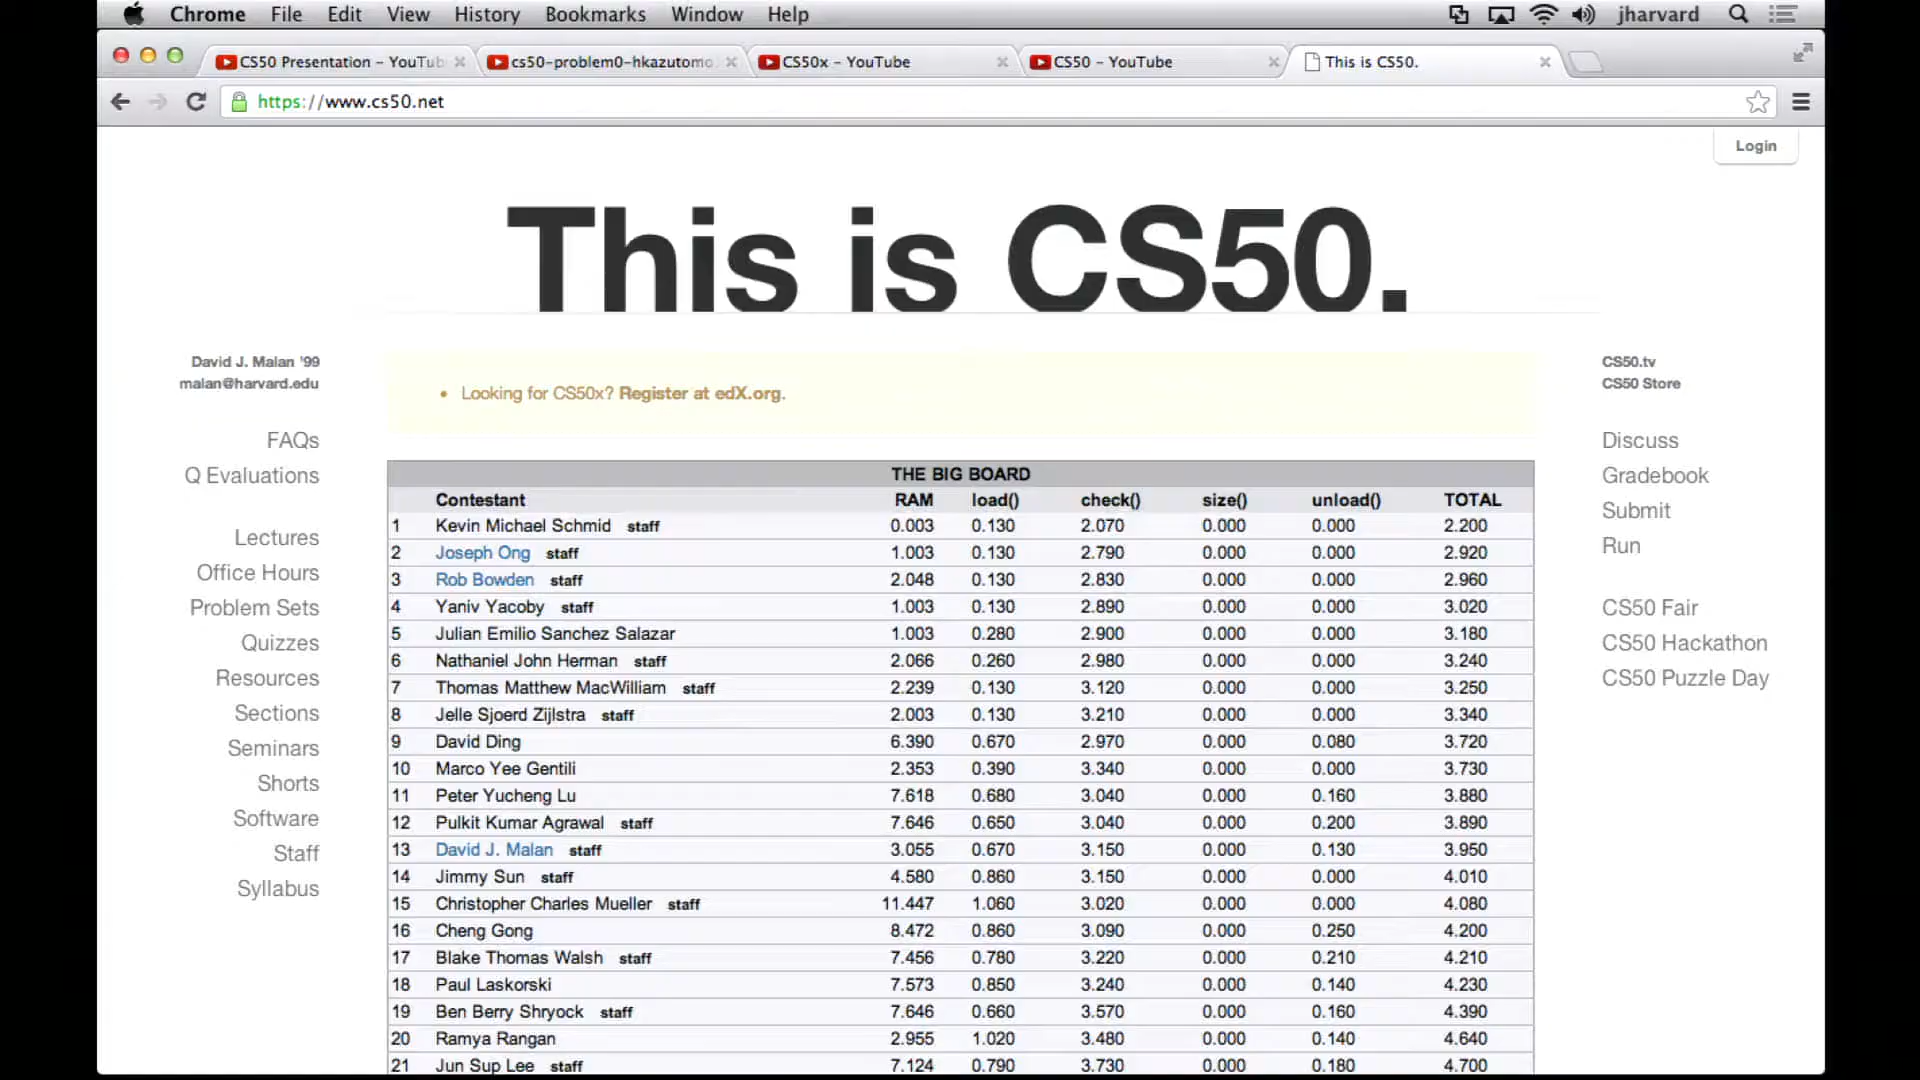 Chrome File Edit View History Bookmarks Window Help jharvard
CS50 Presentation - YouTub cs50-problem0-hkazutomo CS50x - YouTube CS50 - YouTube This is CS50.
https://www.cs50.net
Login
This is CS50.
David J. Malan '99
malan@harvard.edu
FAQs
Q Evaluations
Lectures
Office Hours
Problem Sets
Quizzes
Resources
Sections
Seminars
Shorts
Software
Staff
Syllabus
• Looking for CS50x? Register at edX.org.
THE BIG BOARD
Contestant RAM load() check() size() unload() TOTAL
1 Kevin Michael Schmid staff 0.003 0.130 2.070 0.000 0.000 2.200
2 Joseph Ong staff 1.003 0.130 2.790 0.000 0.000 2.920
3 Rob Bowden staff 2.048 0.130 2.830 0.000 0.000 2.960
4 Yaniv Yacoby staff 1.003 0.130 2.890 0.000 0.000 3.020
5 Julian Emilio Sanchez Salazar 1.003 0.280 2.900 0.000 0.000 3.180
6 Nathaniel John Herman staff 2.066 0.260 2.980 0.000 0.000 3.240
7 Thomas Matthew MacWilliam staff 2.239 0.130 3.120 0.000 0.000 3.250
8 Jelle Sjoerd Zijlstra staff 2.003 0.130 3.210 0.000 0.000 3.340
9 David Ding 6.390 0.670 2.970 0.000 0.080 3.720
10 Marco Yee Gentili 2.353 0.390 3.340 0.000 0.000 3.730
11 Peter Yucheng Lu 7.618 0.680 3.040 0.000 0.160 3.880
12 Pulkit Kumar Agrawal staff 7.646 0.650 3.040 0.000 0.200 3.890
13 David J. Malan staff 3.055 0.670 3.150 0.000 0.130 3.950
14 Jimmy Sun staff 4.580 0.860 3.150 0.000 0.000 4.010
15 Christopher Charles Mueller staff 11.447 1.060 3.020 0.000 0.000 4.080
16 Cheng Gong 8.472 0.860 3.090 0.000 0.250 4.200
17 Blake Thomas Walsh staff 7.456 0.780 3.220 0.000 0.210 4.210
18 Paul Laskorski 7.573 0.850 3.240 0.000 0.140 4.230
19 Ben Berry Shryock staff 7.646 0.660 3.570 0.000 0.160 4.390
20 Ramya Rangan 2.955 1.020 3.480 0.000 0.140 4.640
21 Jun Sup Lee staff 7.124 0.790 3.730 0.000 0.180 4.700
CS50.tv
CS50 Store
Discuss
Gradebook
Submit
Run
CS50 Fair
CS50 Hackathon
CS50 Puzzle Day